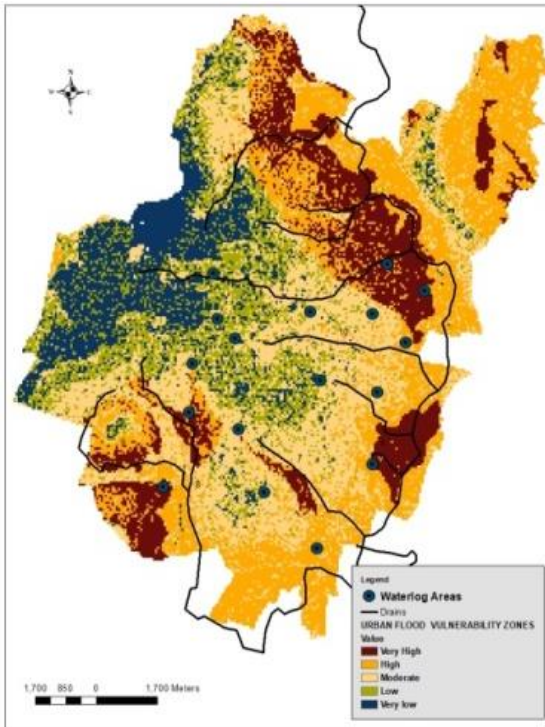 N
W E
S
Legend
Waterlog Areas
Drains
URBAN FLOOD VULNERABILITY ZONES
Value
Very High
High
Moderate
Low
Very low
1,700 850 0 1,700 Meters